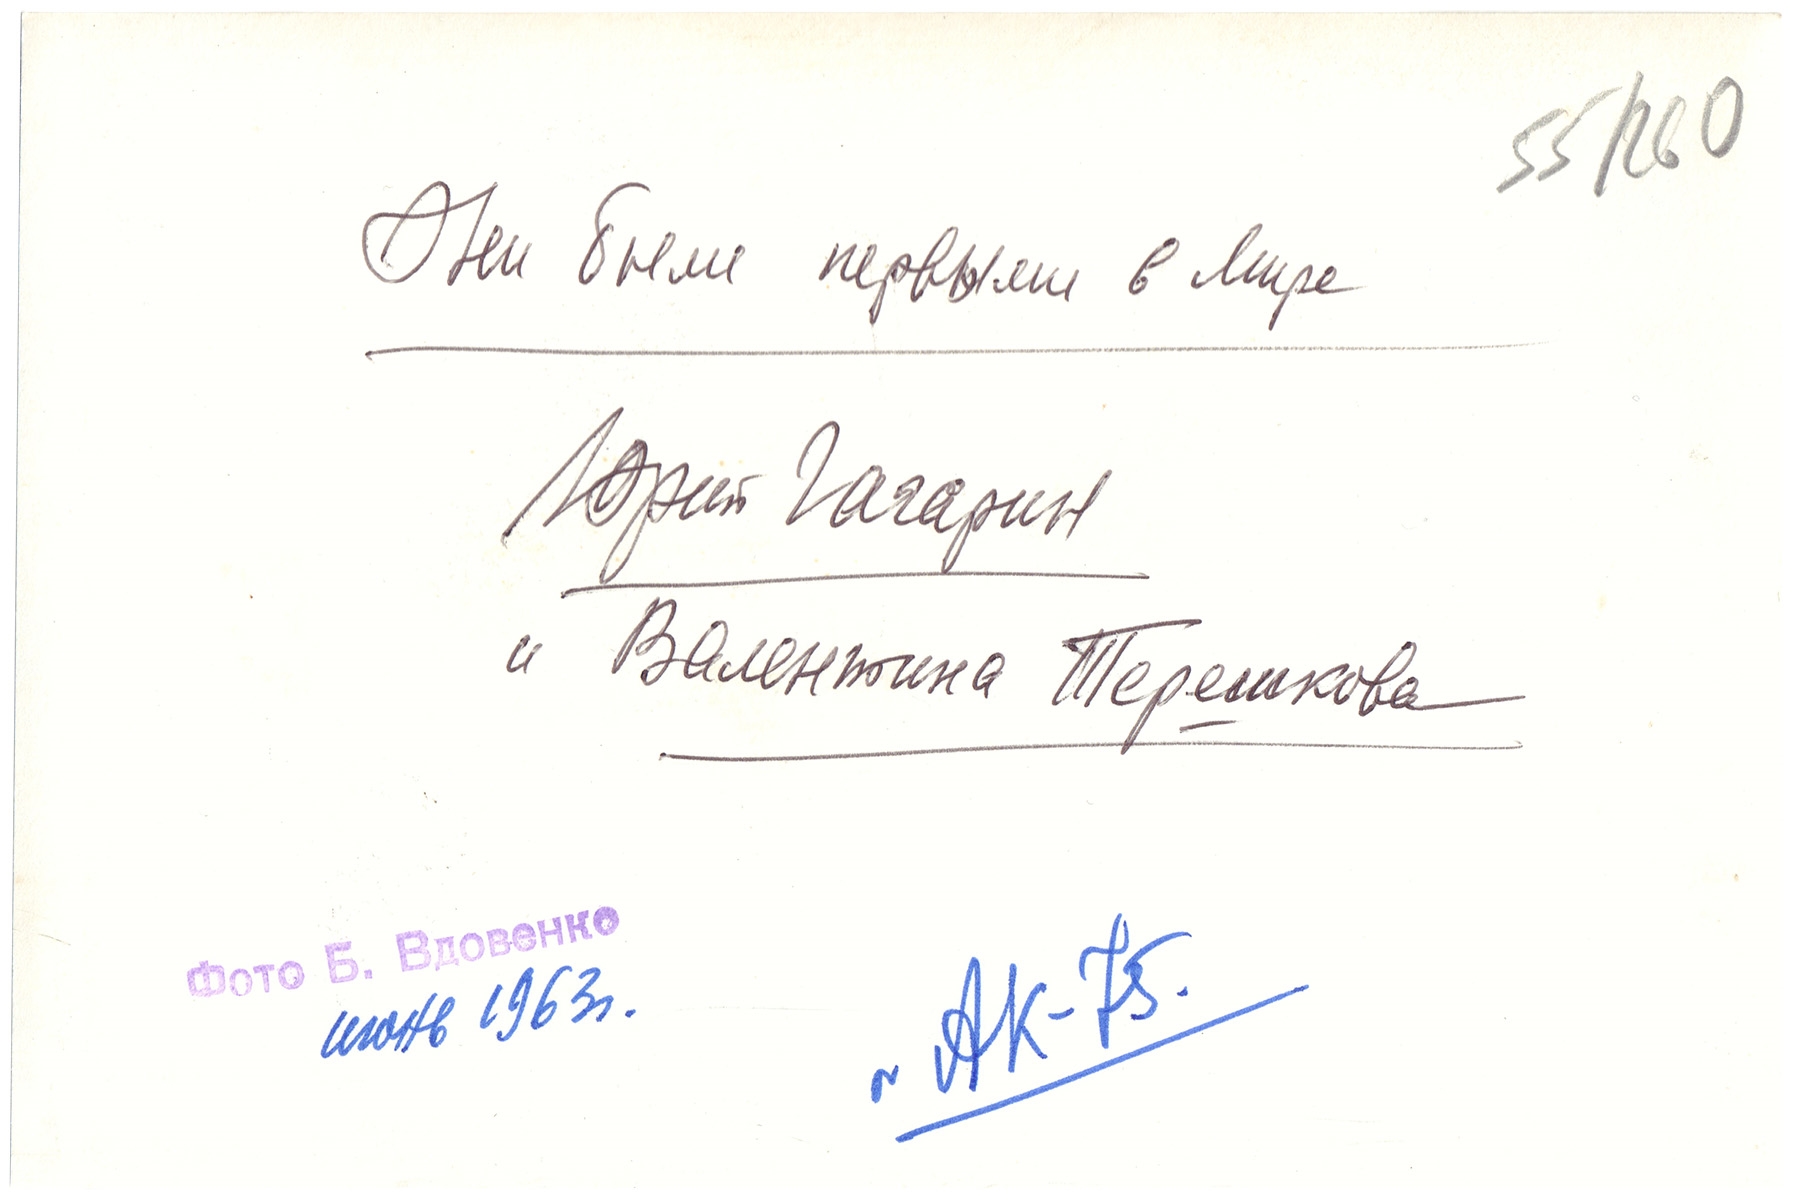 55/260
Они были первыми в мире
Юрий Гагарин
и Валентина Терешкова
Фото Б. Вдовенко
июнь 1963г.
АК-75.